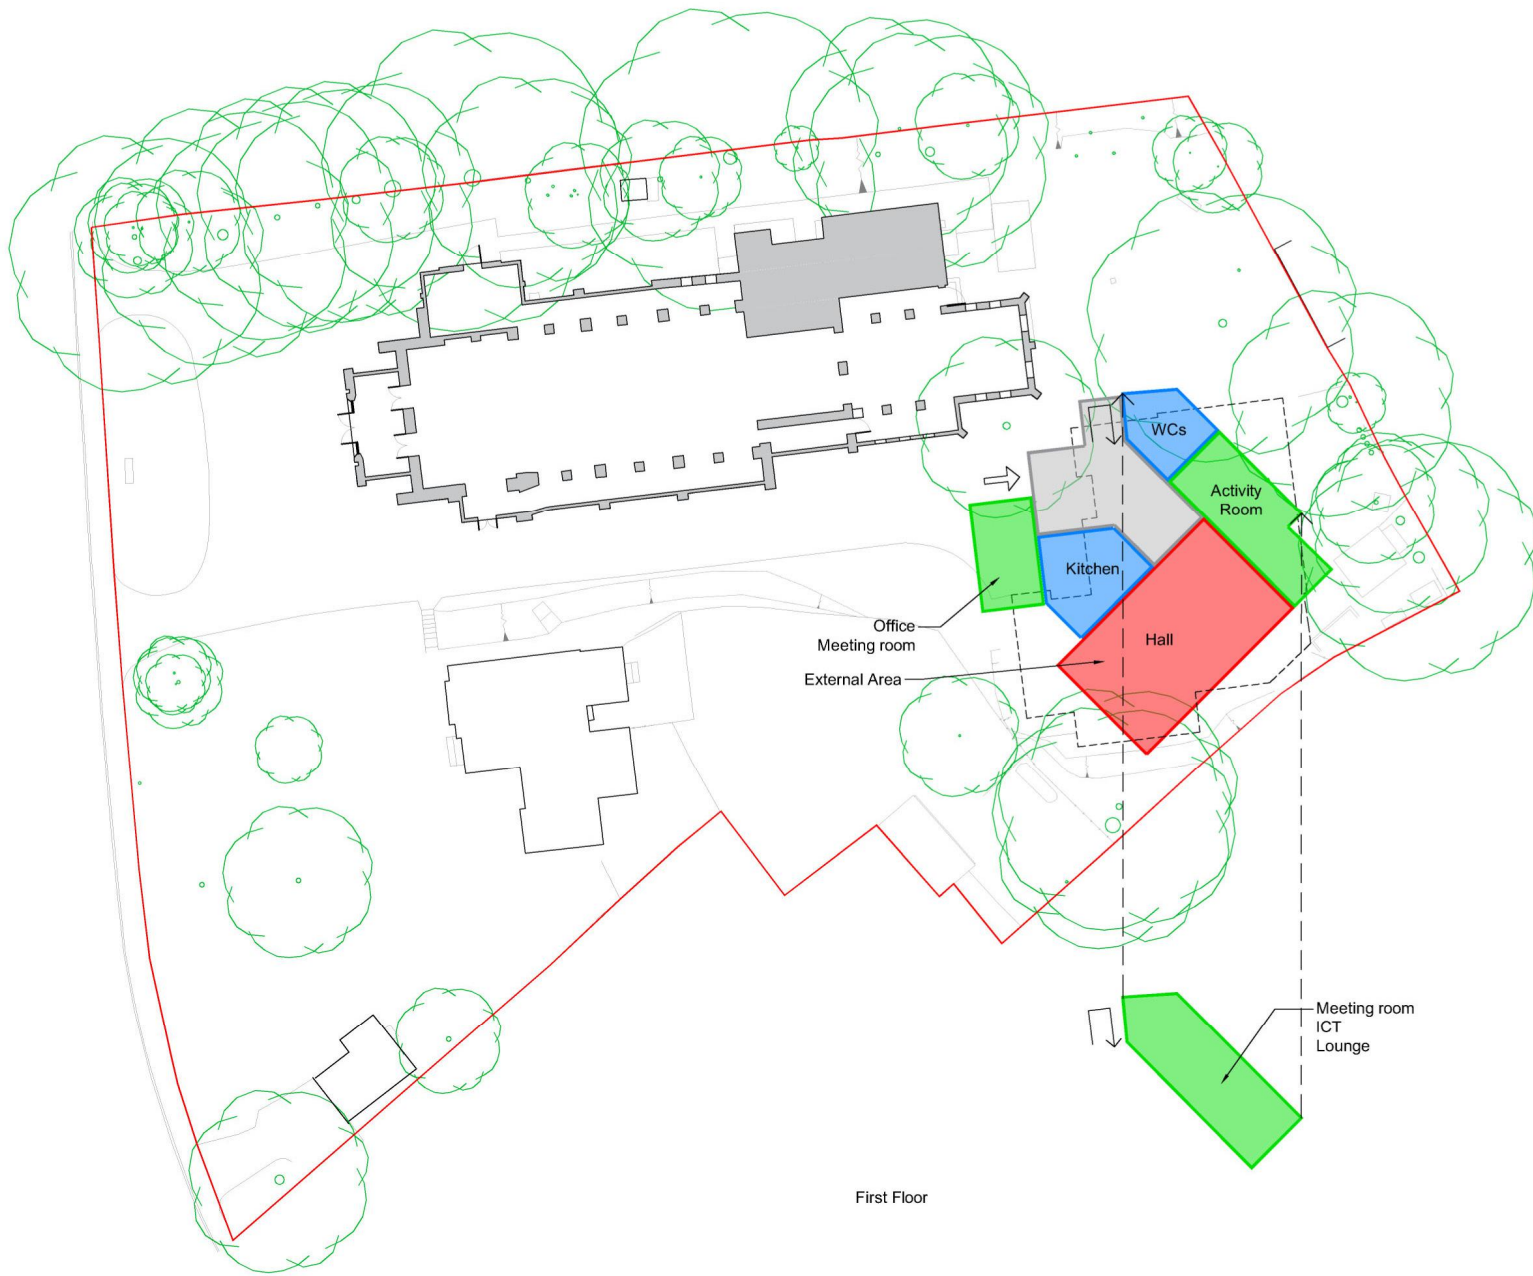 WCs
Activity
Room
Kitchen
Office
Meeting room
Hall
External Area
Meeting room
ICT
Lounge
First Floor